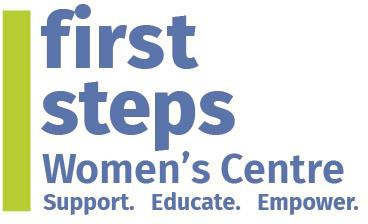 first
steps
Women's Centre
Support. Educate. Empower.